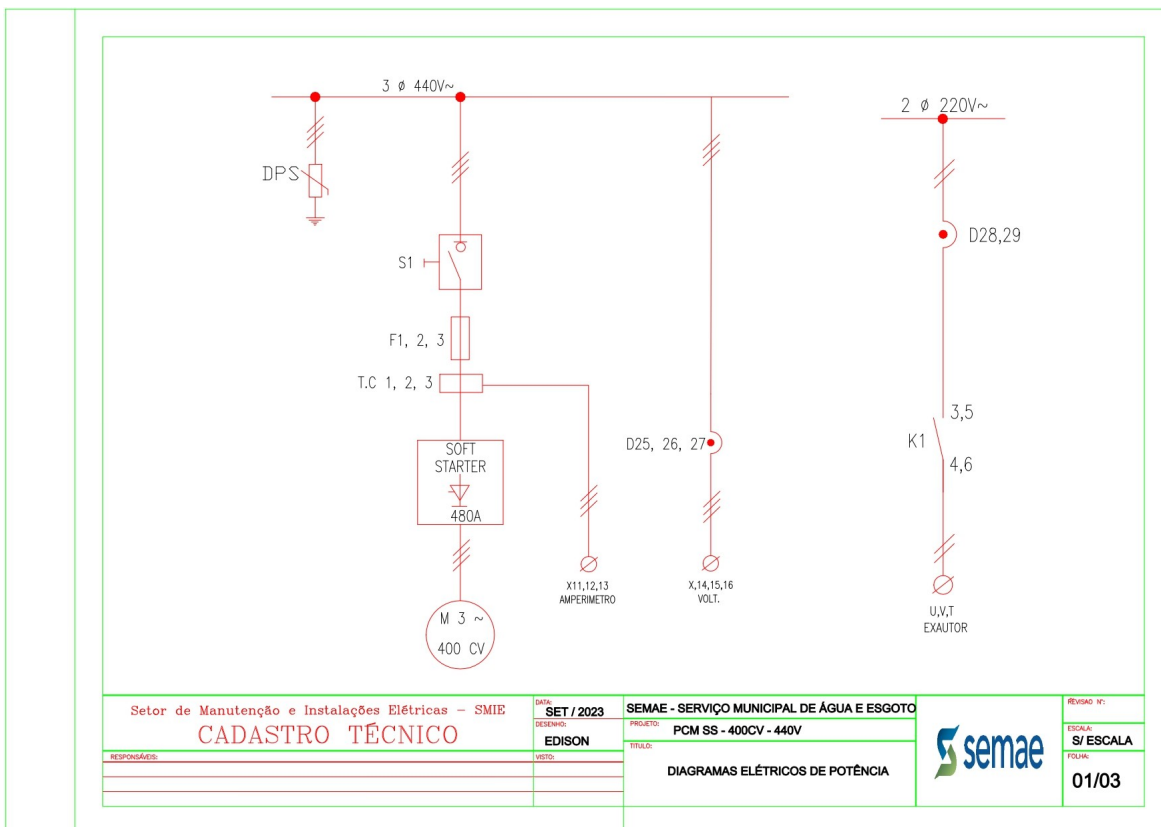 3 ø 440V~
2 ø 220V~
DPS
D28,29
S1
F1, 2, 3
T.C 1, 2, 3
3,5
K1
4,6
SOFT
STARTER
480A
D25, 26, 27
X11,12,13
AMPERIMETRO
X,14,15,16
VOLT.
U,V,T
EXAUTOR
M 3 ~
400 CV
Setor de Manutenção e Instalações Elétricas – SMIE
CADASTRO TÉCNICO
RESPONSÁVEIS:
DATA:
SET / 2023
DESENHO:
EDISON
VISTO:
SEMAE - SERVIÇO MUNICIPAL DE ÁGUA E ESGOTO
PROJETO:
PCM SS - 400CV - 440V
TITULO:
DIAGRAMAS ELÉTRICOS DE POTÊNCIA
semae
REVISAO Nº:
ESCALA:
S/ ESCALA
FOLHA:
01/03